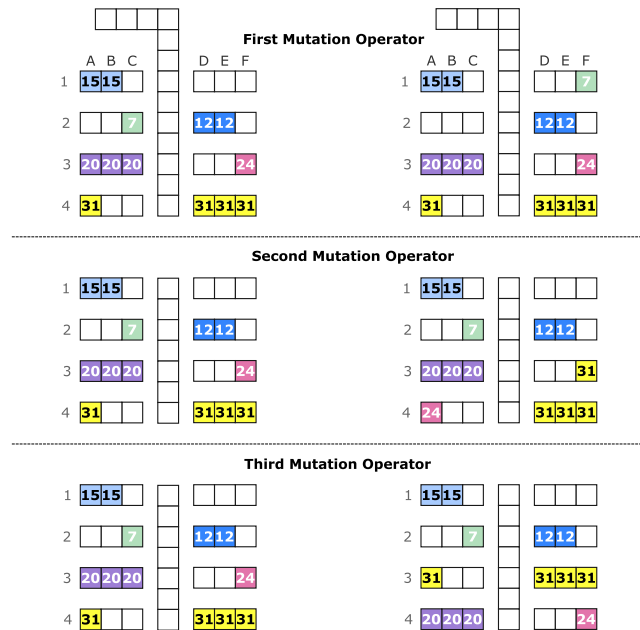 First Mutation Operator
A B C D E F A B C D E F
1 15 15 1 15 15 7
2 7 12 12 2 12 12
3 20 20 20 24 3 20 20 20 24
4 31 31 31 31 4 31 31 31 31
Second Mutation Operator
1 15 15 1 15 15
2 7 12 12 2 7 12 12
3 20 20 20 24 3 20 20 20 31
4 31 31 31 31 4 24 31 31 31
Third Mutation Operator
1 15 15 1 15 15
2 7 12 12 2 7 12 12
3 20 20 20 24 3 31 31 31 31
4 31 31 31 31 4 20 20 20 24